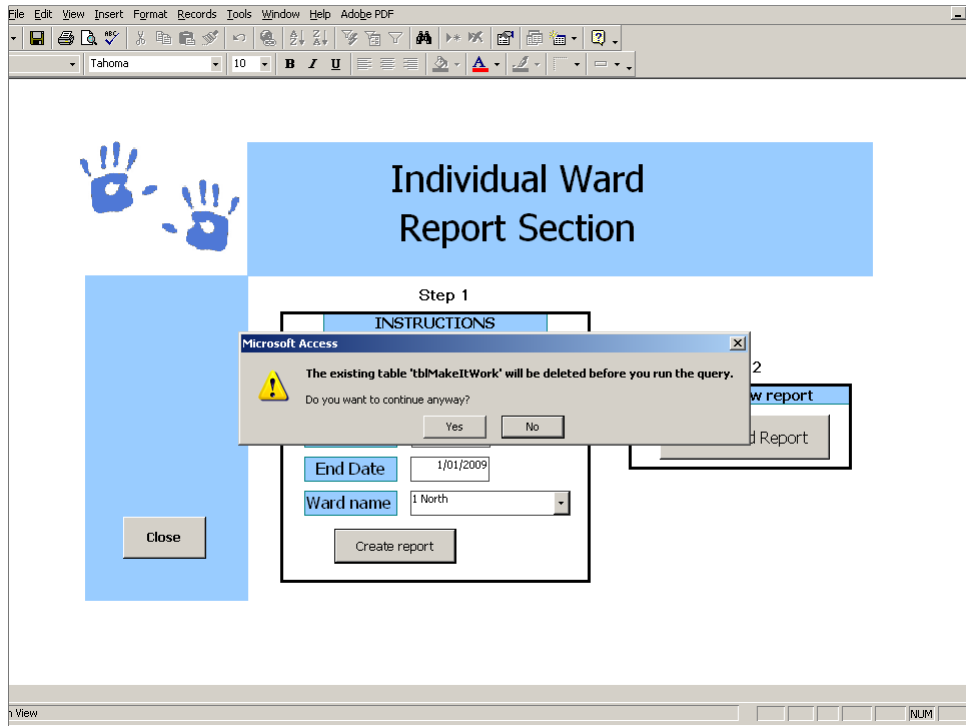 File Edit View Insert Format Records Tools Window Help Adobe PDF
Tahoma 10 B I U A
Individual Ward
Report Section
Step 1
INSTRUCTIONS
Microsoft Access
The existing table 'tblMakeItWork' will be deleted before you run the query.
Do you want to continue anyway?
Yes No
2
w report
d Report
End Date 1/01/2009
Ward name 1 North
Close
Create report
View
NUM